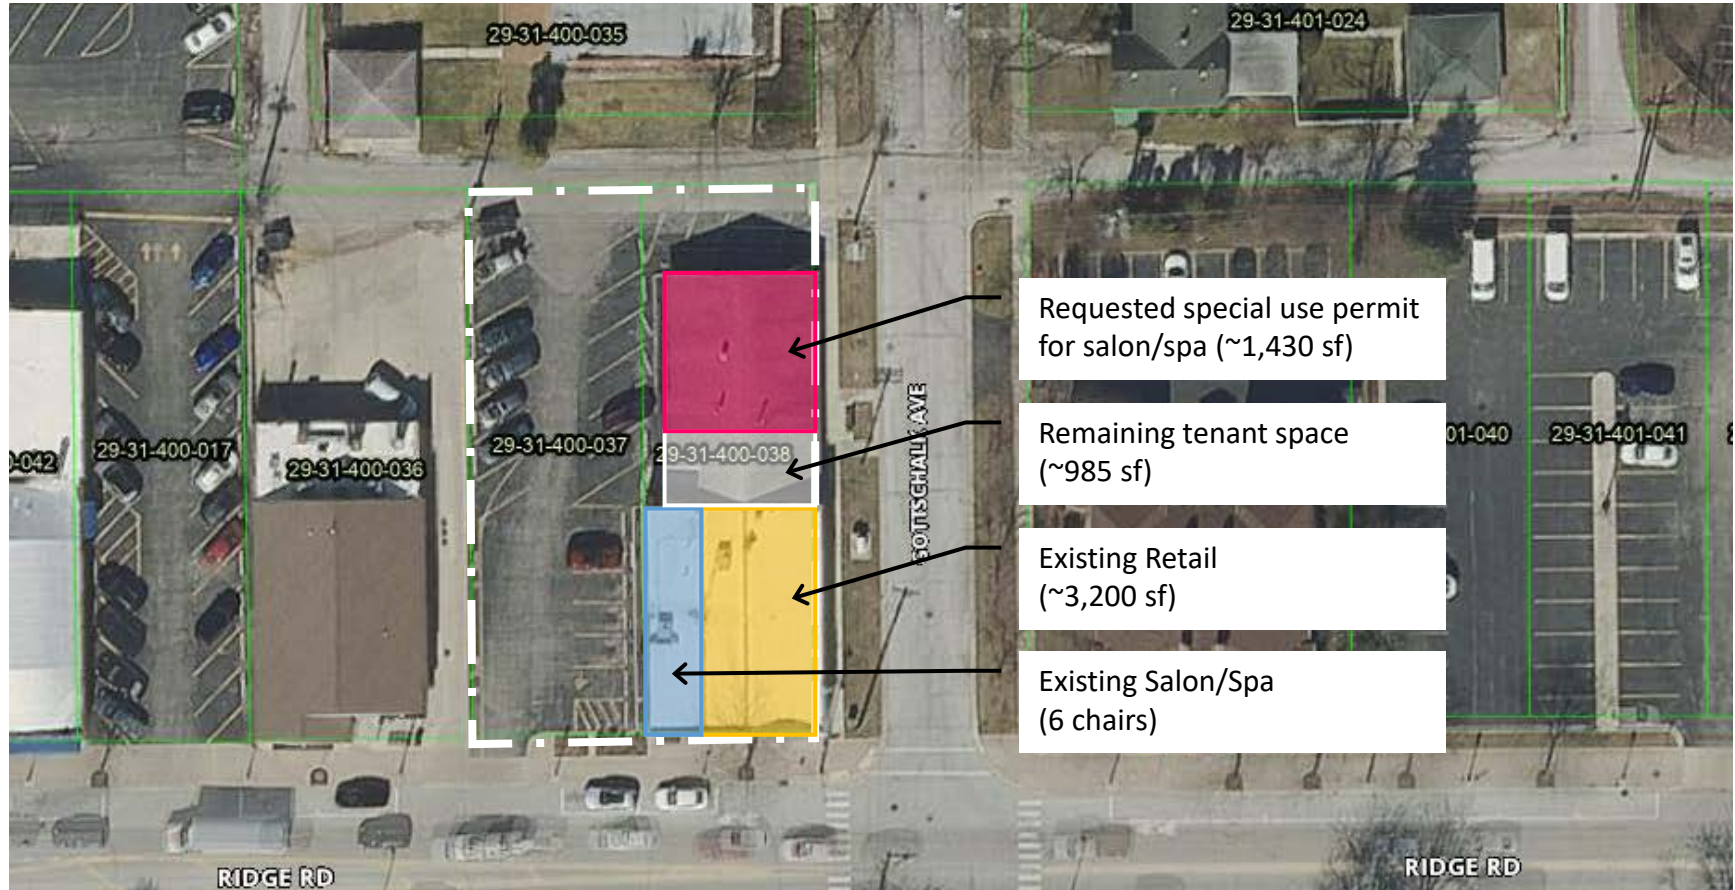 29-31-400-035
29-31-401-024
Requested special use permit
for salon/spa (~1,430 sf)
29-31-400-017
29-31-400-036
29-31-400-037
29-31-400-038
Remaining tenant space
(~985 sf)
01-040
29-31-401-041
-042
GOTTSCHALK AVE
Existing Retail
(~3,200 sf)
Existing Salon/Spa
(6 chairs)
RIDGE RD
RIDGE RD